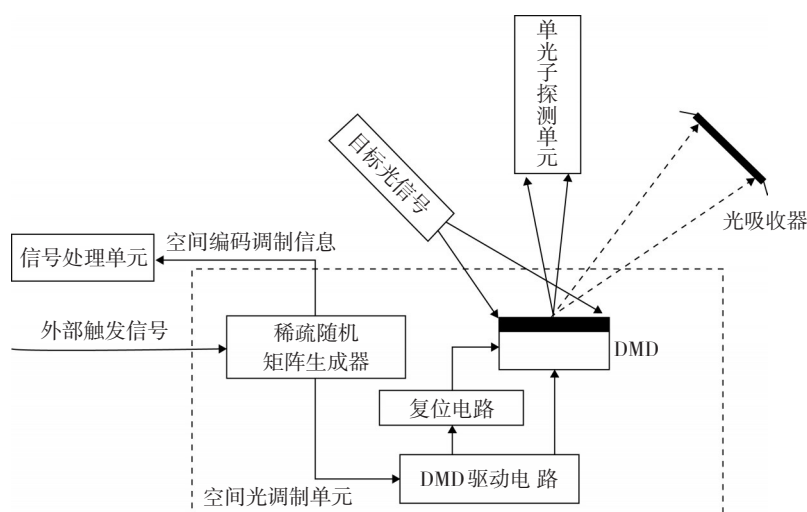 单光子探测单元
目标光信号
光吸收器
空间编码调制信息
信号处理单元
外部触发信号
稀疏随机
矩阵生成器
DMD
复位电路
DMD驱动电 路
空间光调制单元